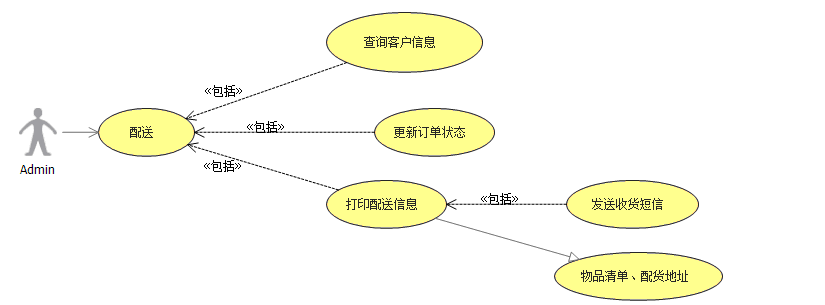 查询客户信息
«包括»
配送
«包括»
更新订单状态
Admin
«包括»
打印配送信息
«包括»
发送收货短信
物品清单、配货地址